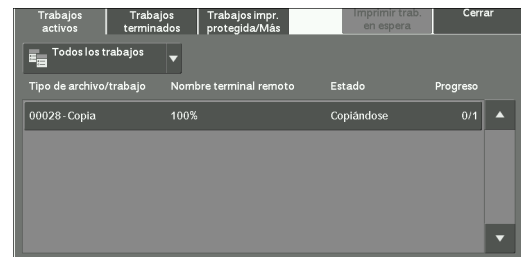 Trabajos activos
Trabajos terminados
Trabajos impr. protegida/Más
Imprimir trab. en espera
Cerrar
Todos los trabajos
Tipo de archivo/trabajo Nombre terminal remoto Estado Progreso
00028-Copia 100% Copiándose 0/1